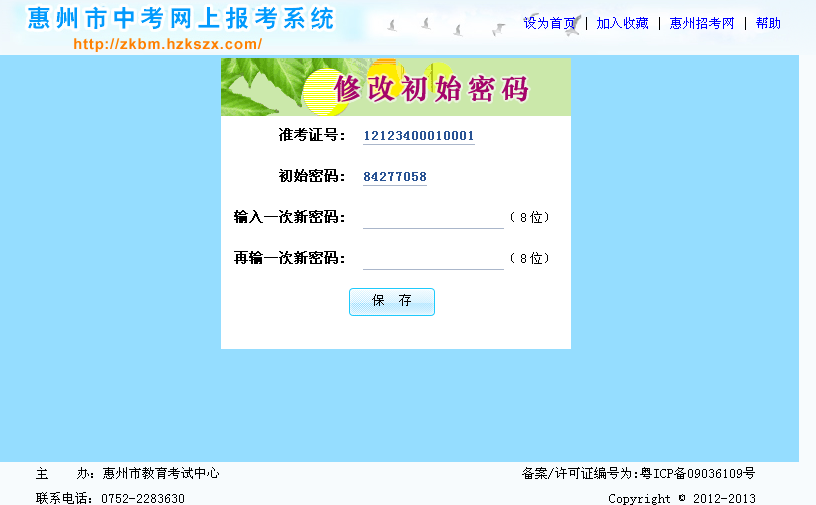 惠州市中考网上报考系统
http://zkbm.hzkszx.com/
设为首页 | 加入收藏 | 惠州招考网 | 帮助
修改初始密码
准考证号： 12123400010001
初始密码： 84277058
输入一次新密码： （８位）
再输一次新密码： （８位）
保 存
主 办：惠州市教育考试中心
备案/许可证编号为:粤ICP备09036109号
联系电话：0752-2283630
Copyright © 2012-2013